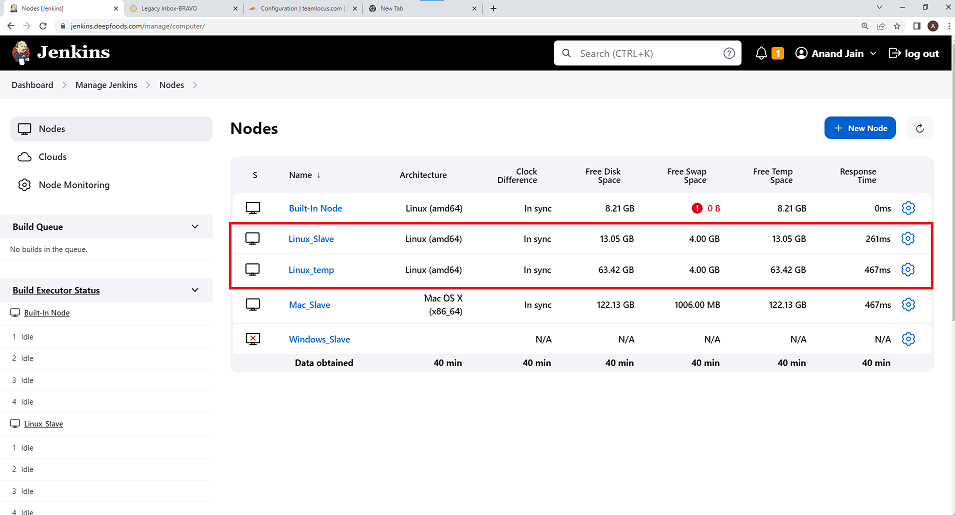 Nodes [Jenkins]
Legacy Inbox-BRAVO
Configuration | teamlocus.com |
New Tab
jenkins.deepfoods.com/manage/computer/
A
Jenkins
Search (CTRL+K)
?
1
Anand Jain
log out
Dashboard
Manage Jenkins
Nodes
Nodes
Clouds
Node Monitoring
Build Queue
No builds in the queue.
Build Executor Status
Built-In Node
1 Idle
2 Idle
3 Idle
4 Idle
Linux_Slave
1 Idle
2 Idle
3 Idle
4 Idle
Nodes
+ New Node
S Name ↓ Architecture Clock Difference Free Disk Space Free Swap Space Free Temp Space Response Time
Built-In Node Linux (amd64) In sync 8.21 GB ! 0 B 8.21 GB 0ms
Linux_Slave Linux (amd64) In sync 13.05 GB 4.00 GB 13.05 GB 261ms
Linux_temp Linux (amd64) In sync 63.42 GB 4.00 GB 63.42 GB 467ms
Mac_Slave Mac OS X (x86_64) In sync 122.13 GB 1006.00 MB 122.13 GB 467ms
Windows_Slave N/A N/A N/A N/A N/A
Data obtained 40 min 40 min 40 min 40 min 40 min 40 min